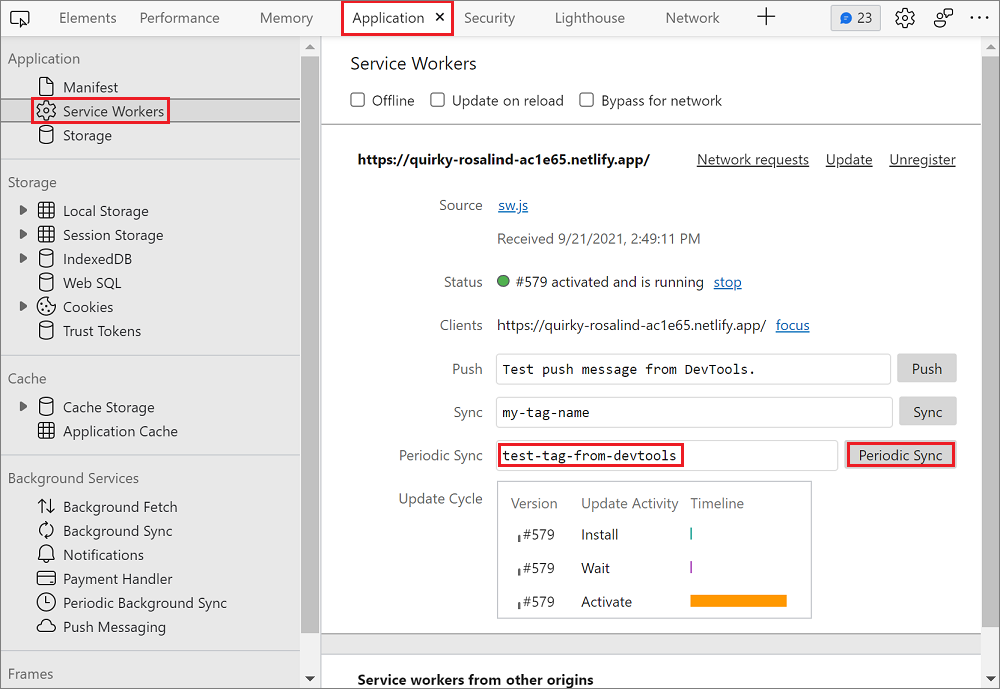 Elements Performance Memory Application × Security Lighthouse Network + 23 ···
Application
Manifest
Service Workers
Storage
Storage
Local Storage
Session Storage
IndexedDB
Web SQL
Cookies
Trust Tokens
Cache
Cache Storage
Application Cache
Background Services
Background Fetch
Background Sync
Notifications
Payment Handler
Periodic Background Sync
Push Messaging
Frames
Service Workers
Offline Update on reload Bypass for network
https://quirky-rosalind-ac1e65.netlify.app/ Network requests Update Unregister
Source sw.js
Received 9/21/2021, 2:49:11 PM
Status #579 activated and is running stop
Clients https://quirky-rosalind-ac1e65.netlify.app/ focus
Push Test push message from DevTools. Push
Sync my-tag-name Sync
Periodic Sync test-tag-from-devtools Periodic Sync
Update Cycle Version Update Activity Timeline
#579 Install
#579 Wait
#579 Activate
Service workers from other origins